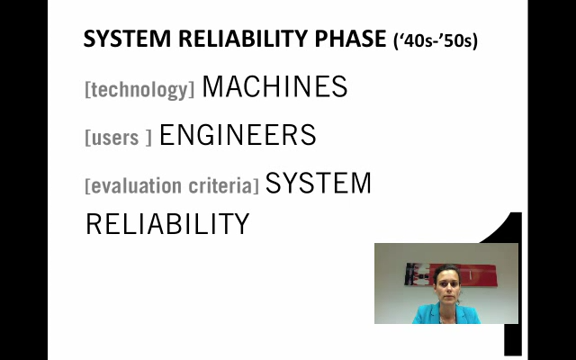 SYSTEM RELIABILITY PHASE (‘40s-’50s)
[technology] MACHINES
[users ] ENGINEERS
[evaluation criteria] SYSTEM
RELIABILITY
1